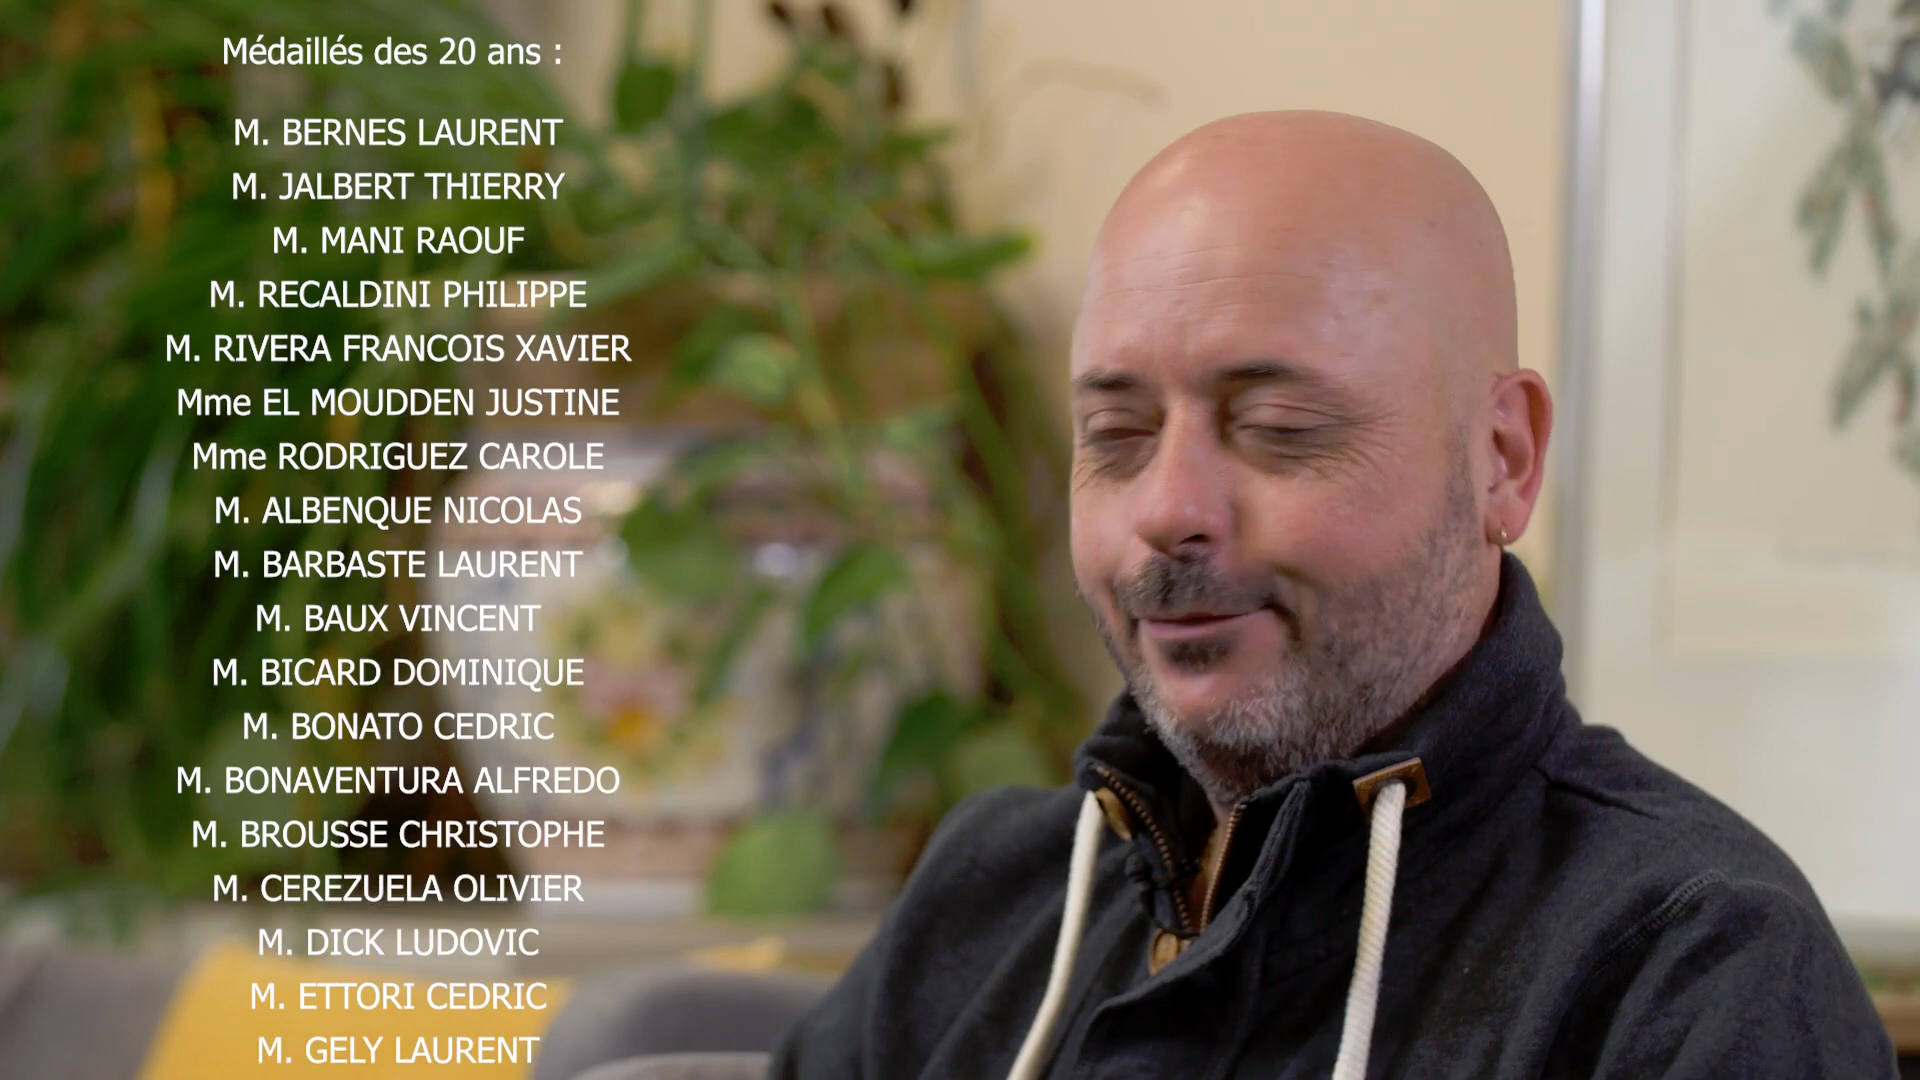 Médaillés des 20 ans :
M. BERNES LAURENT
M. JALBERT THIERRY
M. MANI RAOUF
M. RECALDINI PHILIPPE
M. RIVERA FRANCOIS XAVIER
Mme EL MOUDDEN JUSTINE
Mme RODRIGUEZ CAROLE
M. ALBENQUE NICOLAS
M. BARBASTE LAURENT
M. BAUX VINCENT
M. BICARD DOMINIQUE
M. BONATO CEDRIC
M. BONAVENTURA ALFREDO
M. BROUSSE CHRISTOPHE
M. CEREZUELA OLIVIER
M. DICK LUDOVIC
M. ETTORI CEDRIC
M. GELY LAURENT